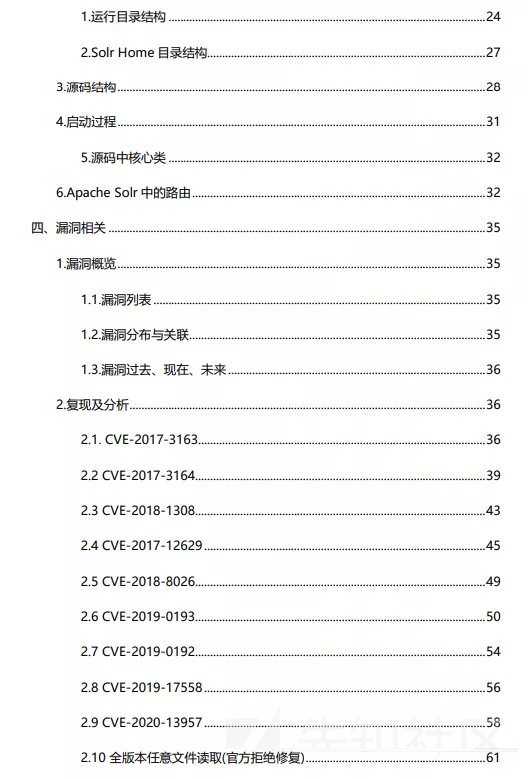 1.运行目录结构 24
2.Solr Home 目录结构 27
3.源码结构 28
4.启动过程 31
5.源码中核心类 32
6.Apache Solr 中的路由 32
四、漏洞相关 35
1.漏洞概览 35
1.1.漏洞列表 35
1.2.漏洞分布与关联 35
1.3.漏洞过去、现在、未来 36
2.复现及分析 36
2.1. CVE-2017-3163 36
2.2 CVE-2017-3164 39
2.3 CVE-2018-1308 43
2.4 CVE-2017-12629 45
2.5 CVE-2018-8026 49
2.6 CVE-2019-0193 50
2.7 CVE-2019-0192 54
2.8 CVE-2019-17558 56
2.9 CVE-2020-13957 58
2.10 全版本任意文件读取(官方拒绝修复) 61
先知社区